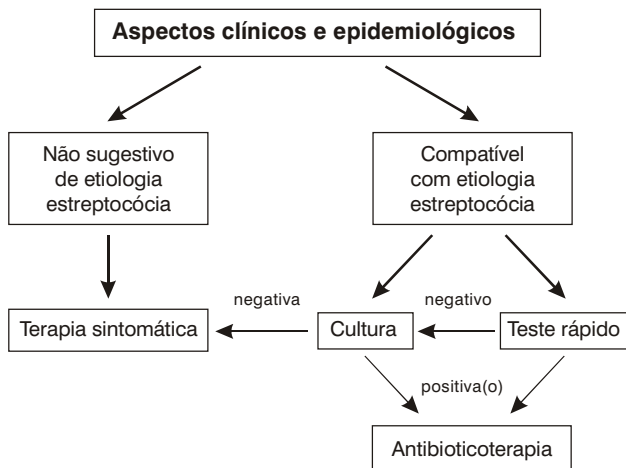 Aspectos clínicos e epidemiológicos
Não sugestivo
de etiologia
estreptocócia
Compatível
com etiologia
estreptocócia
negativa
negativo
Terapia sintomática
Cultura
Teste rápido
positiva(o)
Antibioticoterapia